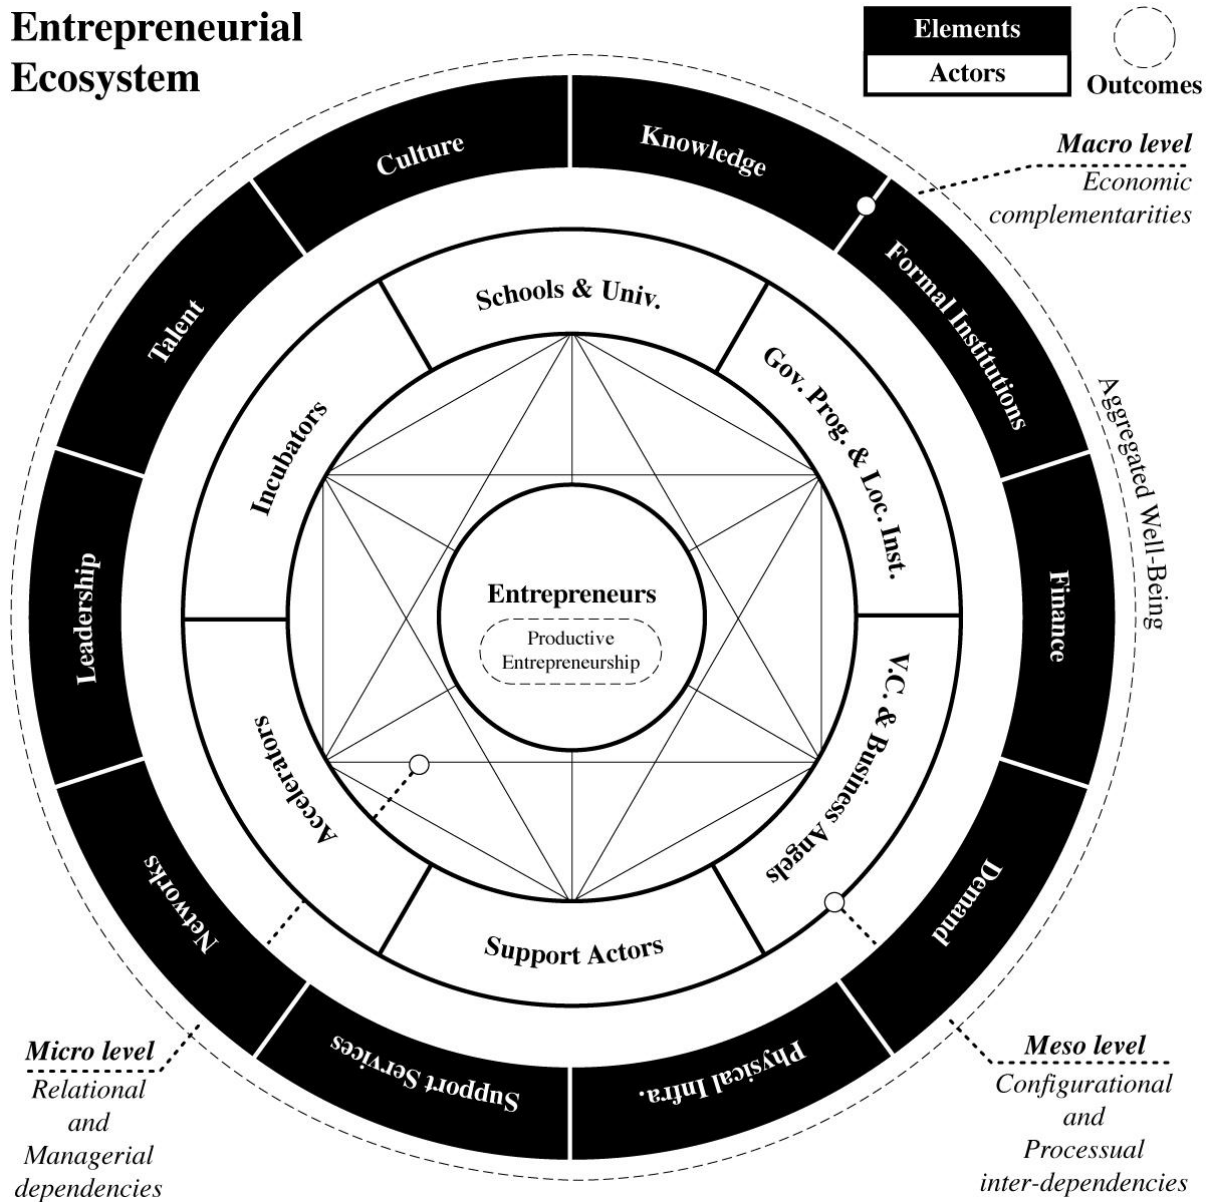 Entrepreneurial
Ecosystem
Elements
Actors
Outcomes
Macro level
Economic
complementarities
Culture
Knowledge
Formal Institutions
Finance
Demand
Physical Infra.
Support Services
Networks
Leadership
Talent
Aggregated Well-Being
Schools & Univ.
Gov. Prog. & Loc. Inst.
V.C. & Business Angels
Support Actors
Accelerators
Incubators
Entrepreneurs
Productive
Entrepreneurship
Micro level
Relational
and
Managerial
dependencies
Meso level
Configurational
and
Processual
inter-dependencies